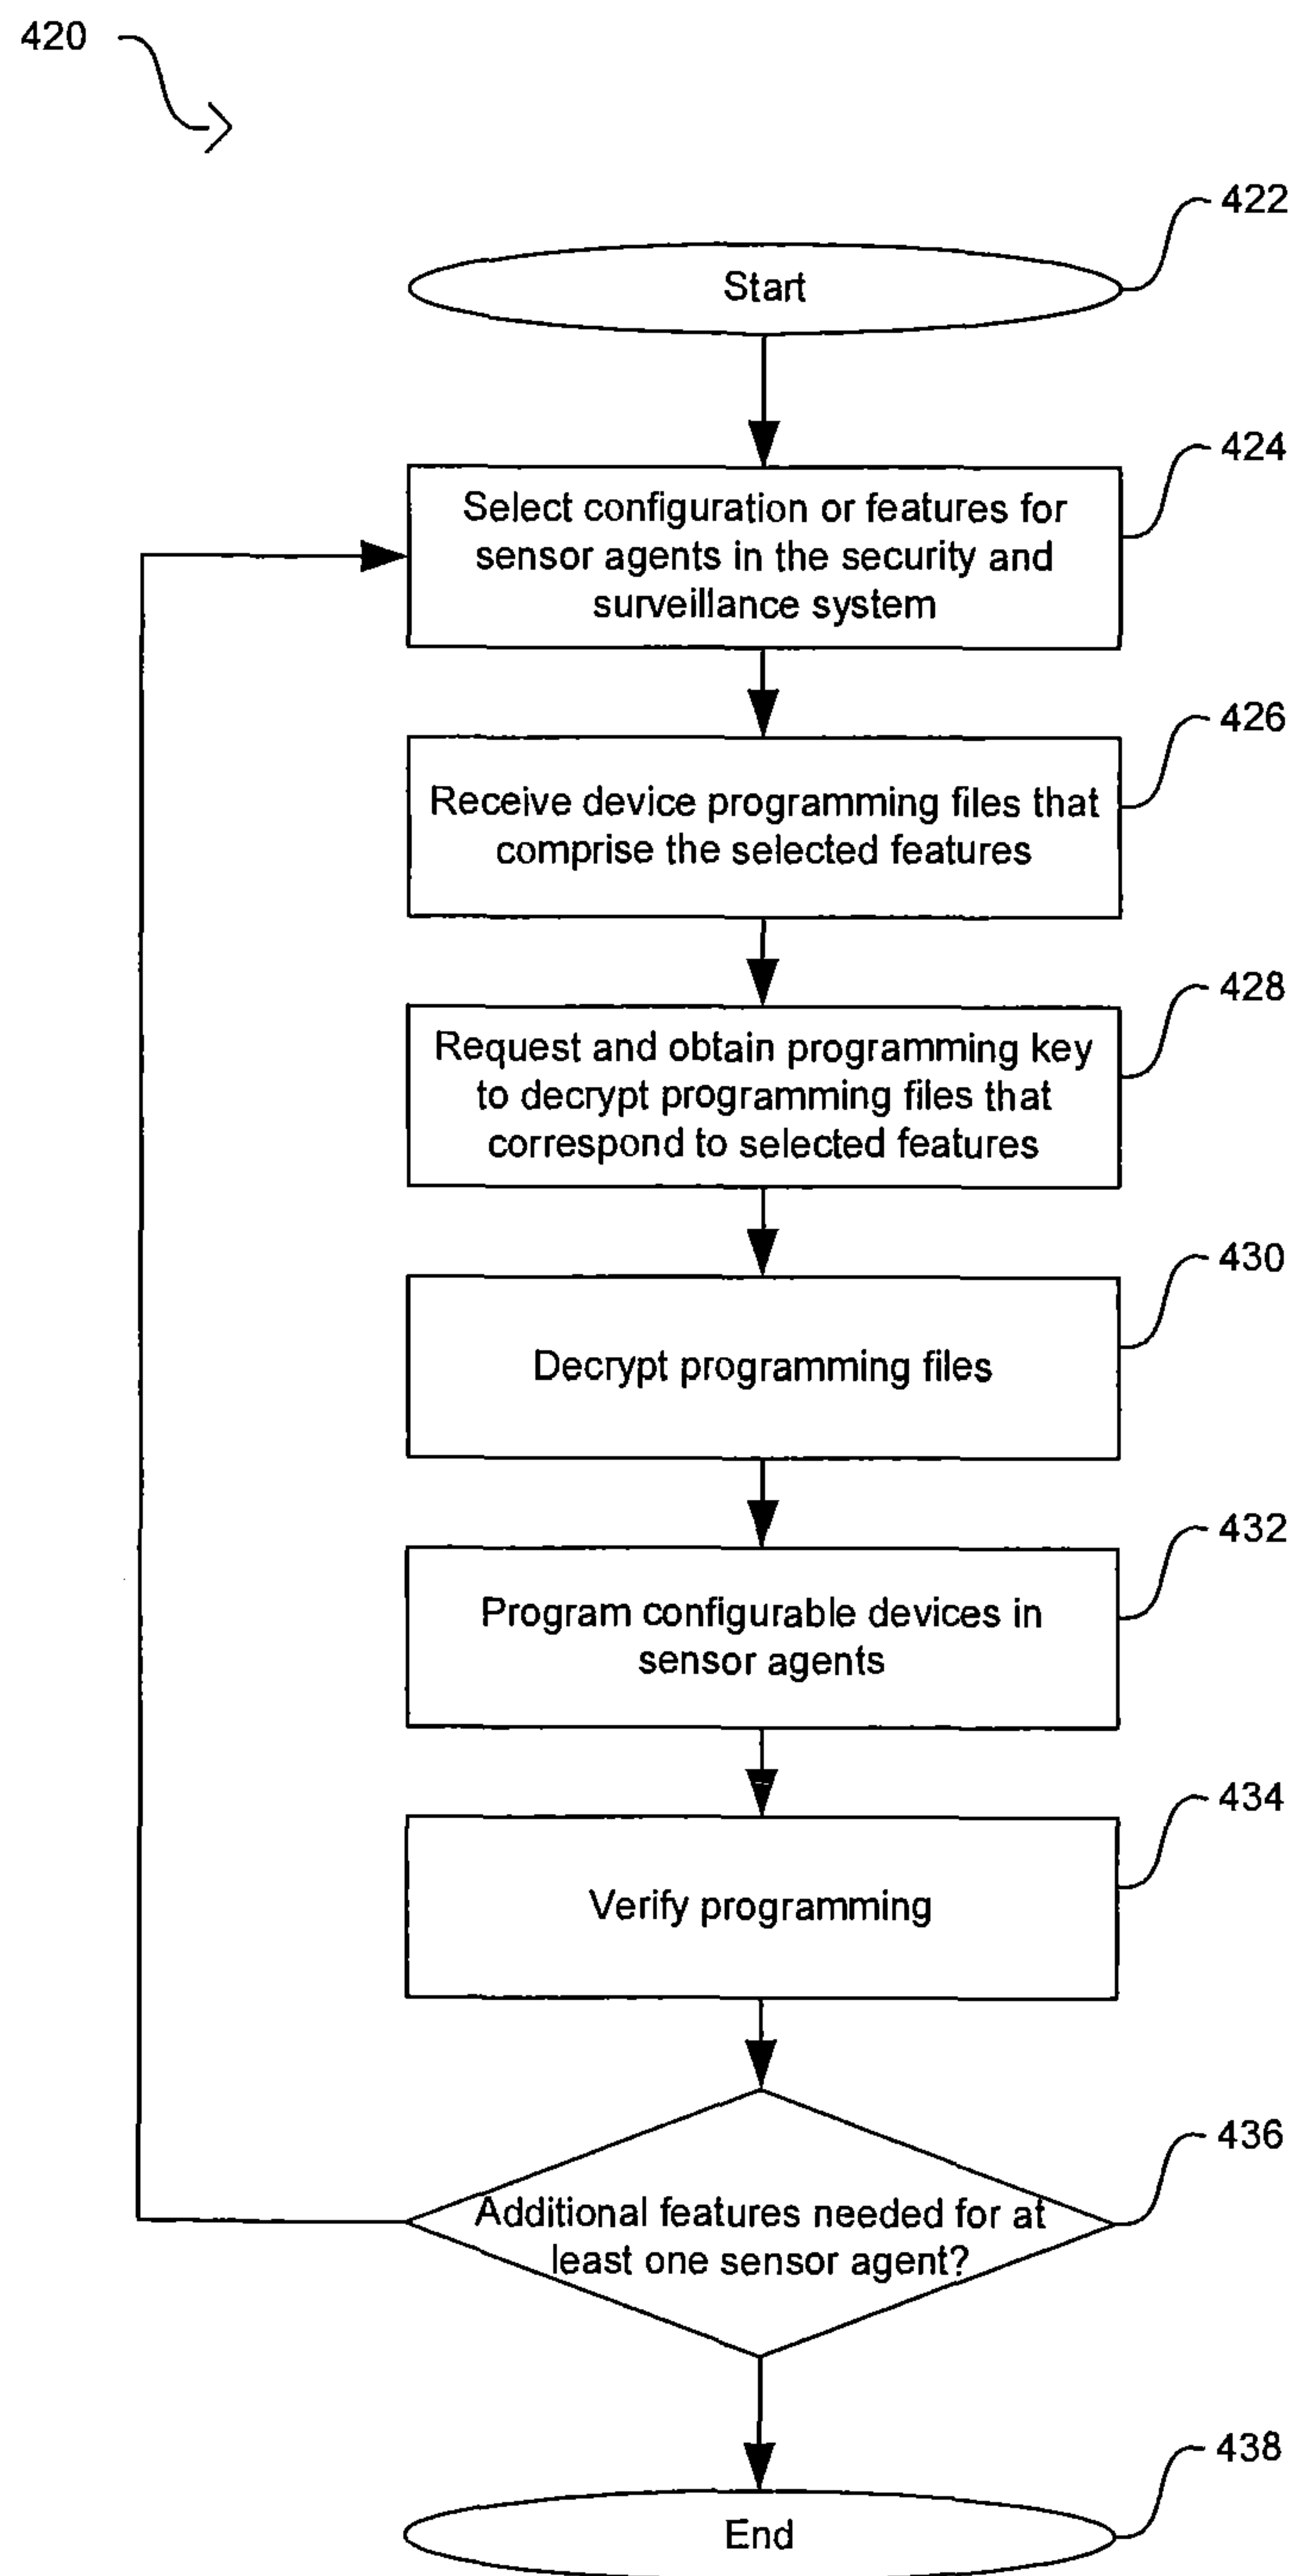 420
422
Start
424
Select configuration or features for
sensor agents in the security and
surveillance system
426
Receive device programming files that
comprise the selected features
428
Request and obtain programming key
to decrypt programming files that
correspond to selected features
430
Decrypt programming files
432
Program configurable devices in
sensor agents
434
Verify programming
436
Additional features needed for at
least one sensor agent?
438
End